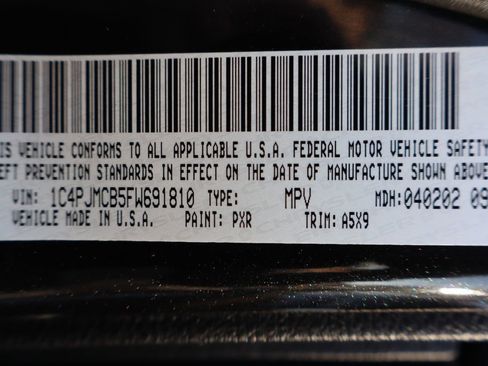 IS VEHICLE CONFORMS TO ALL APPLICABLE U.S.A. FEDERAL MOTOR VEHICLE SAFETY
EFT PREVENTION STANDARDS IN EFFECT ON THE DATE OF MANUFACTURE SHOWN ABOVE
VIN: 1C4PJMCB5FW691810 TYPE: MPV MDH: 040202 09
VEHICLE MADE IN U.S.A. PAINT: PXR TRIM: A5X9